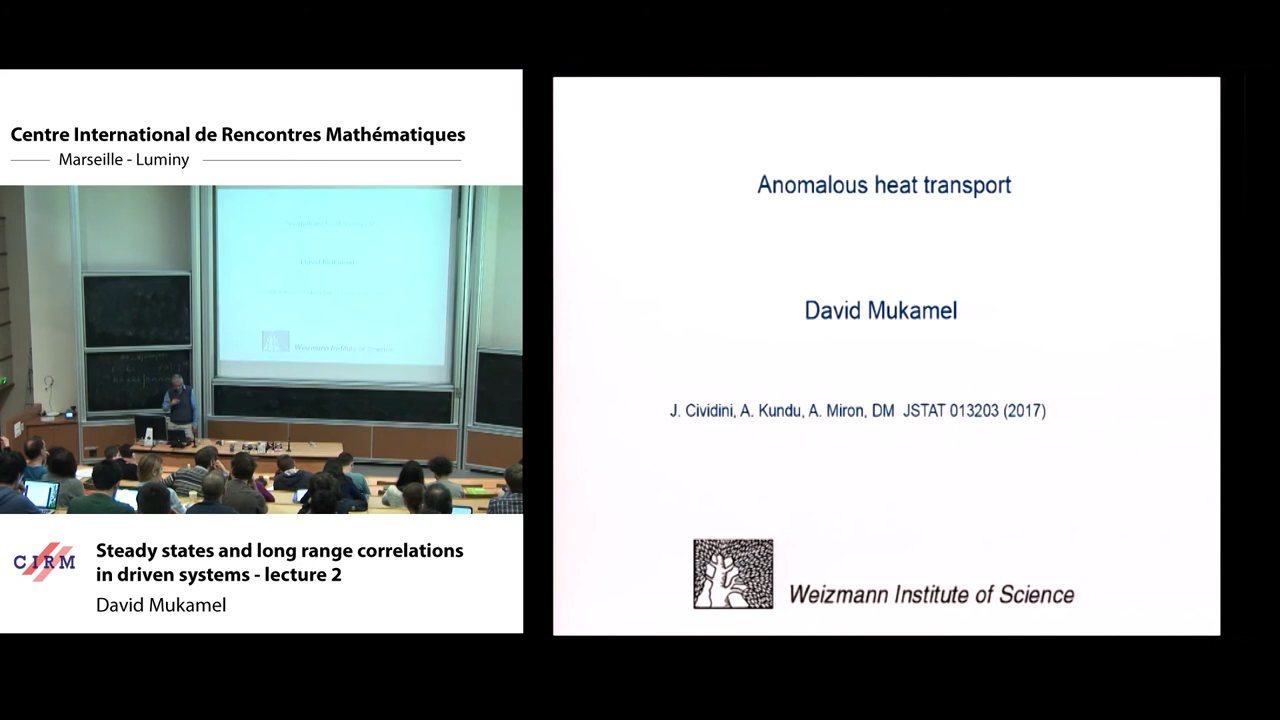 Centre International de Rencontres Mathématiques
Marseille - Luminy
Steady states and long range correlations
in driven systems - lecture 2
David Mukamel
CIRM
Anomalous heat transport
David Mukamel
J. Cividini, A. Kundu, A. Miron, DM JSTAT 013203 (2017)
Weizmann Institute of Science